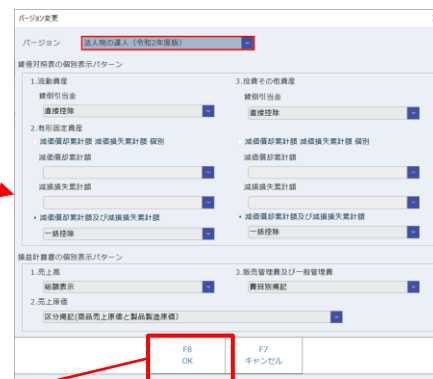 バージョン変更
バージョン 法人税の達人（令和2年度版）
貸借対照表の個別表示パターン
1.流動資産
貸倒引当金
直接控除
2.有形固定資産
減価償却累計額 減損損失累計額 個別
減価償却累計額
減損損失累計額
減価償却累計額及び減損損失累計額
一括控除
3.投資その他資産
貸倒引当金
直接控除
減価償却累計額 減損損失累計額 個別
減価償却累計額
減損損失累計額
減価償却累計額及び減損損失累計額
一括控除
損益計算書の個別表示パターン
1.売上高
総額表示
2.売上原価
区分掲記(商品売上原価と製品製造原価)
3.販売管理費及び一般管理費
費目別掲記
F8
OK
F7
キャンセル